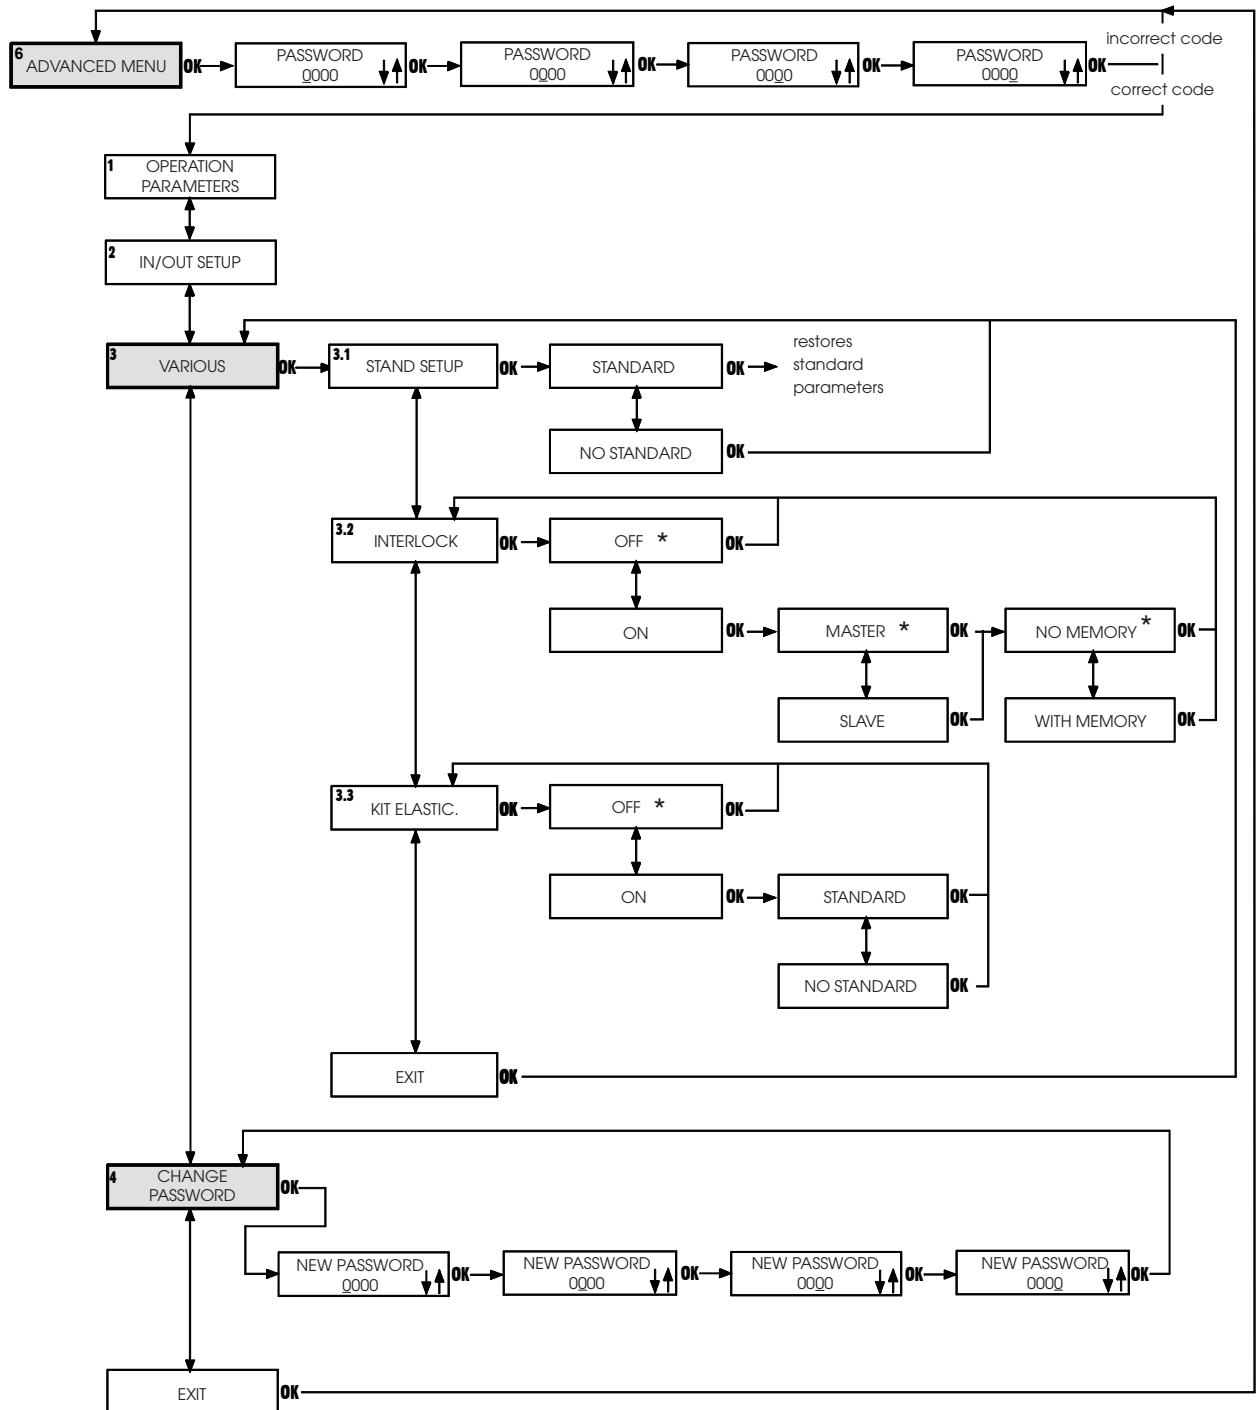 6
ADVANCED MENU OK
PASSWORD
0000
OK
PASSWORD
0000
OK
PASSWORD
0000
OK
PASSWORD
0000
OK
incorrect code
correct code
1
OPERATION
PARAMETERS
2
IN/OUT SETUP
3
VARIOUS OK
3.1
STAND SETUP OK
STANDARD OK
restores
standard
parameters
NO STANDARD OK
3.2
INTERLOCK OK
OFF * OK
ON OK
MASTER * OK
NO MEMORY * OK
SLAVE OK
WITH MEMORY OK
3.3
KIT ELASTIC. OK
OFF * OK
ON OK
STANDARD OK
NO STANDARD OK
EXIT OK
4
CHANGE
PASSWORD
OK
NEW PASSWORD
0000
OK
NEW PASSWORD
0000
OK
NEW PASSWORD
0000
OK
NEW PASSWORD
0000
OK
EXIT OK